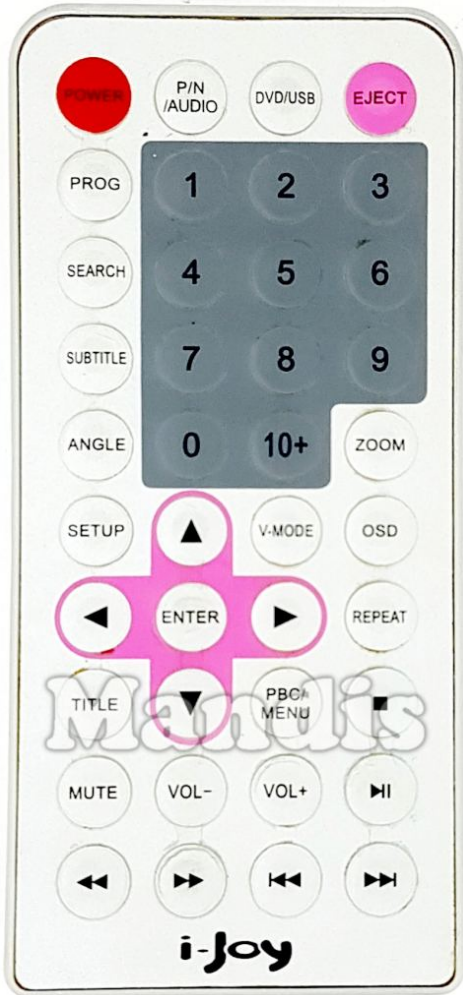 POWER P/N /AUDIO DVD/USB EJECT
PROG 1 2 3
SEARCH 4 5 6
SUBTITLE 7 8 9
ANGLE 0 10+ ZOOM
SETUP V-MODE OSD
ENTER REPEAT
TITLE PBC/ MENU
Mandis
MUTE VOL- VOL+
i-Joy